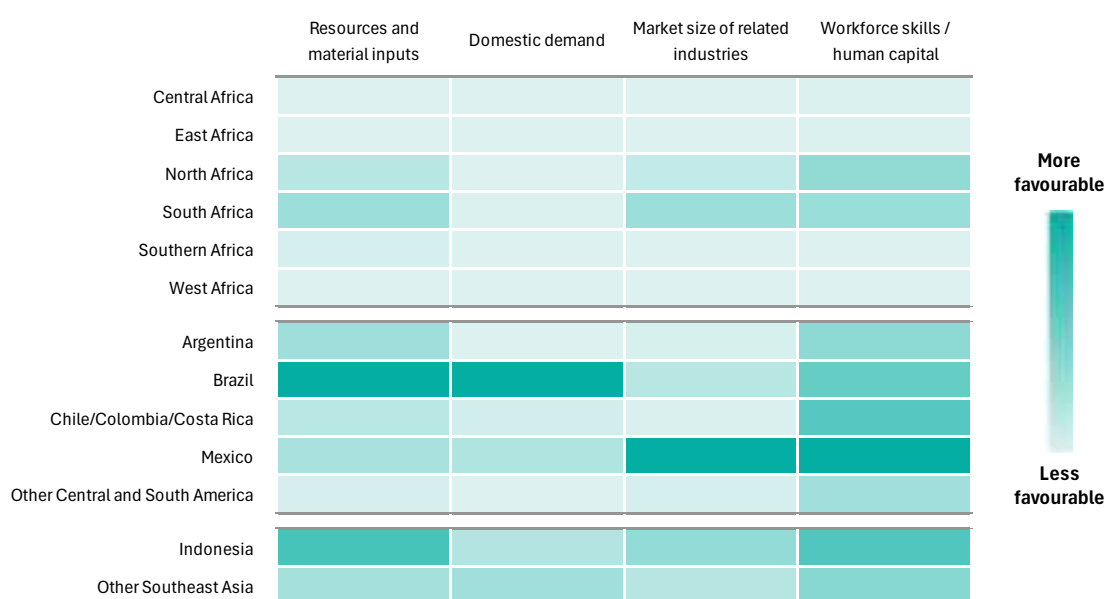 Resources and
material inputs
Domestic demand
Market size of related
industries
Workforce skills /
human capital
Central Africa
East Africa
North Africa
South Africa
Southern Africa
West Africa
Argentina
Brazil
Chile/Colombia/Costa Rica
Mexico
Other Central and South America
Indonesia
Other Southeast Asia
More
favourable
Less
favourable